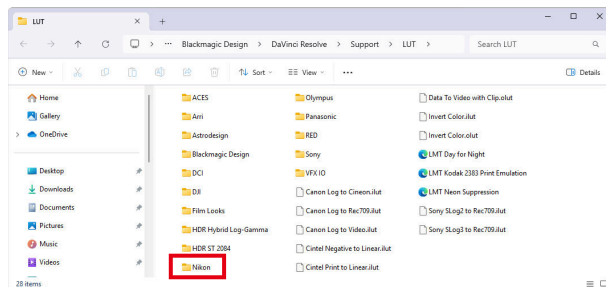 LUT
Blackmagic Design > DaVinci Resolve > Support > LUT >
Search LUT
New
Sort
View
Details
Home
Gallery
OneDrive
Desktop
Downloads
Documents
Pictures
Music
Videos
ACES
Arri
Astrodesign
Blackmagic Design
DCI
DJI
Film Looks
HDR Hybrid Log-Gamma
HDR ST 2084
Nikon
Olympus
Panasonic
RED
Sony
VFX IO
Canon Log to Cineon.ilut
Canon Log to Rec709.ilut
Canon Log to Video.ilut
Cintel Negative to Linear.ilut
Cintel Print to Linear.ilut
Data To Video with Clip.olut
Invert Color.ilut
Invert Color.olut
LMT Day for Night
LMT Kodak 2383 Print Emulation
LMT Neon Suppression
Sony SLog2 to Rec709.ilut
Sony SLog3 to Rec709.ilut
28 items